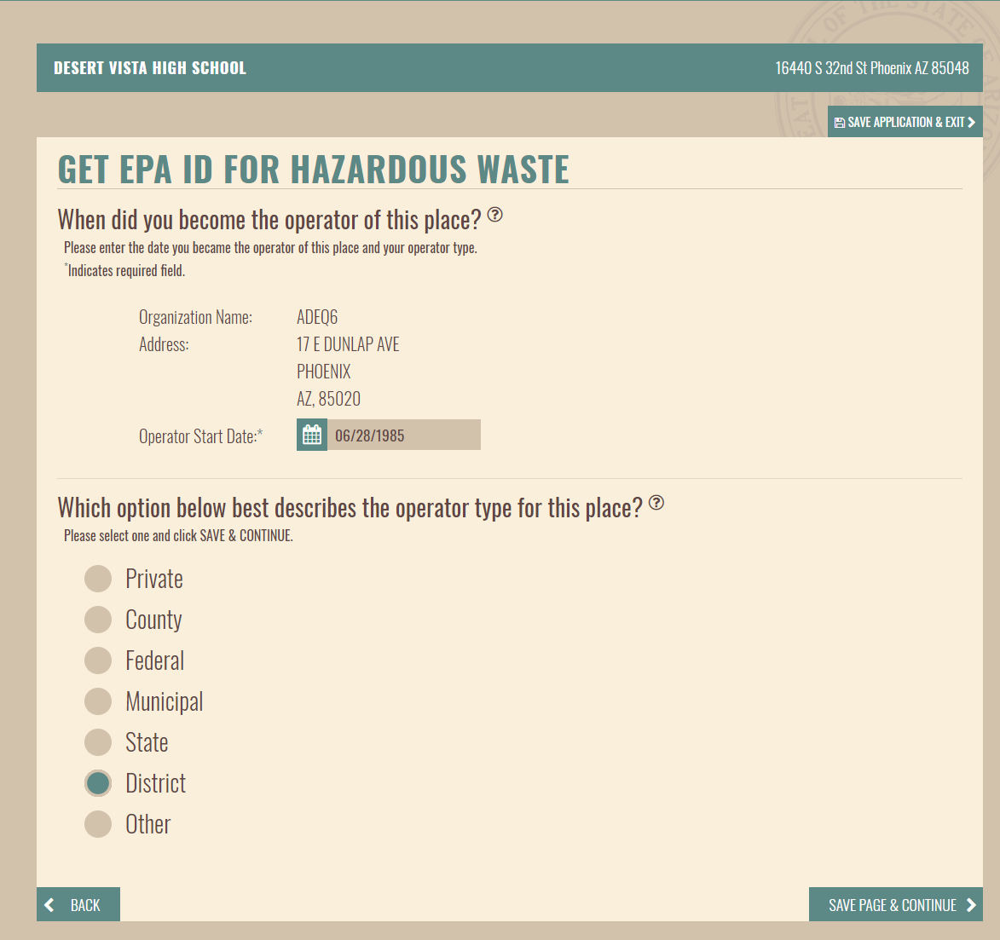 DESERT VISTA HIGH SCHOOL
16440 S 32nd St Phoenix AZ 85048
SAVE APPLICATION & EXIT
GET EPA ID FOR HAZARDOUS WASTE
When did you become the operator of this place?
Please enter the date you became the operator of this place and your operator type.
*Indicates required field.
Organization Name: ADEQ6
Address: 17 E DUNLAP AVE
PHOENIX
AZ, 85020
Operator Start Date:* 06/28/1985
Which option below best describes the operator type for this place?
Please select one and click SAVE & CONTINUE.
Private
County
Federal
Municipal
State
District
Other
BACK
SAVE PAGE & CONTINUE